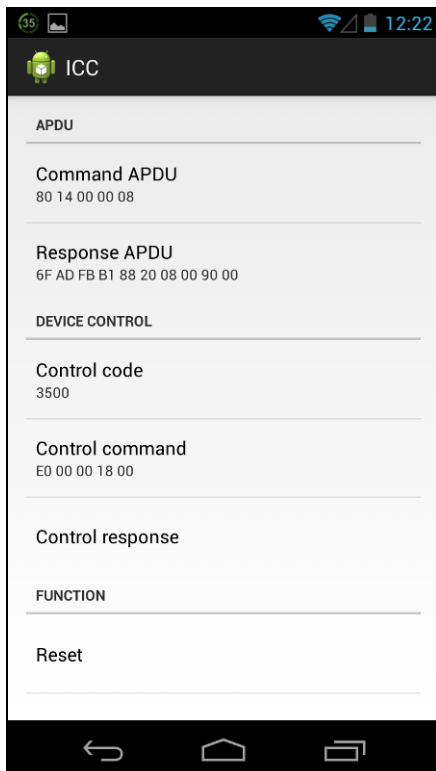 35
12:22
ICC
APDU
Command APDU
80 14 00 00 08
Response APDU
6F AD FB B1 88 20 08 00 90 00
DEVICE CONTROL
Control code
3500
Control command
E0 00 00 18 00
Control response
FUNCTION
Reset